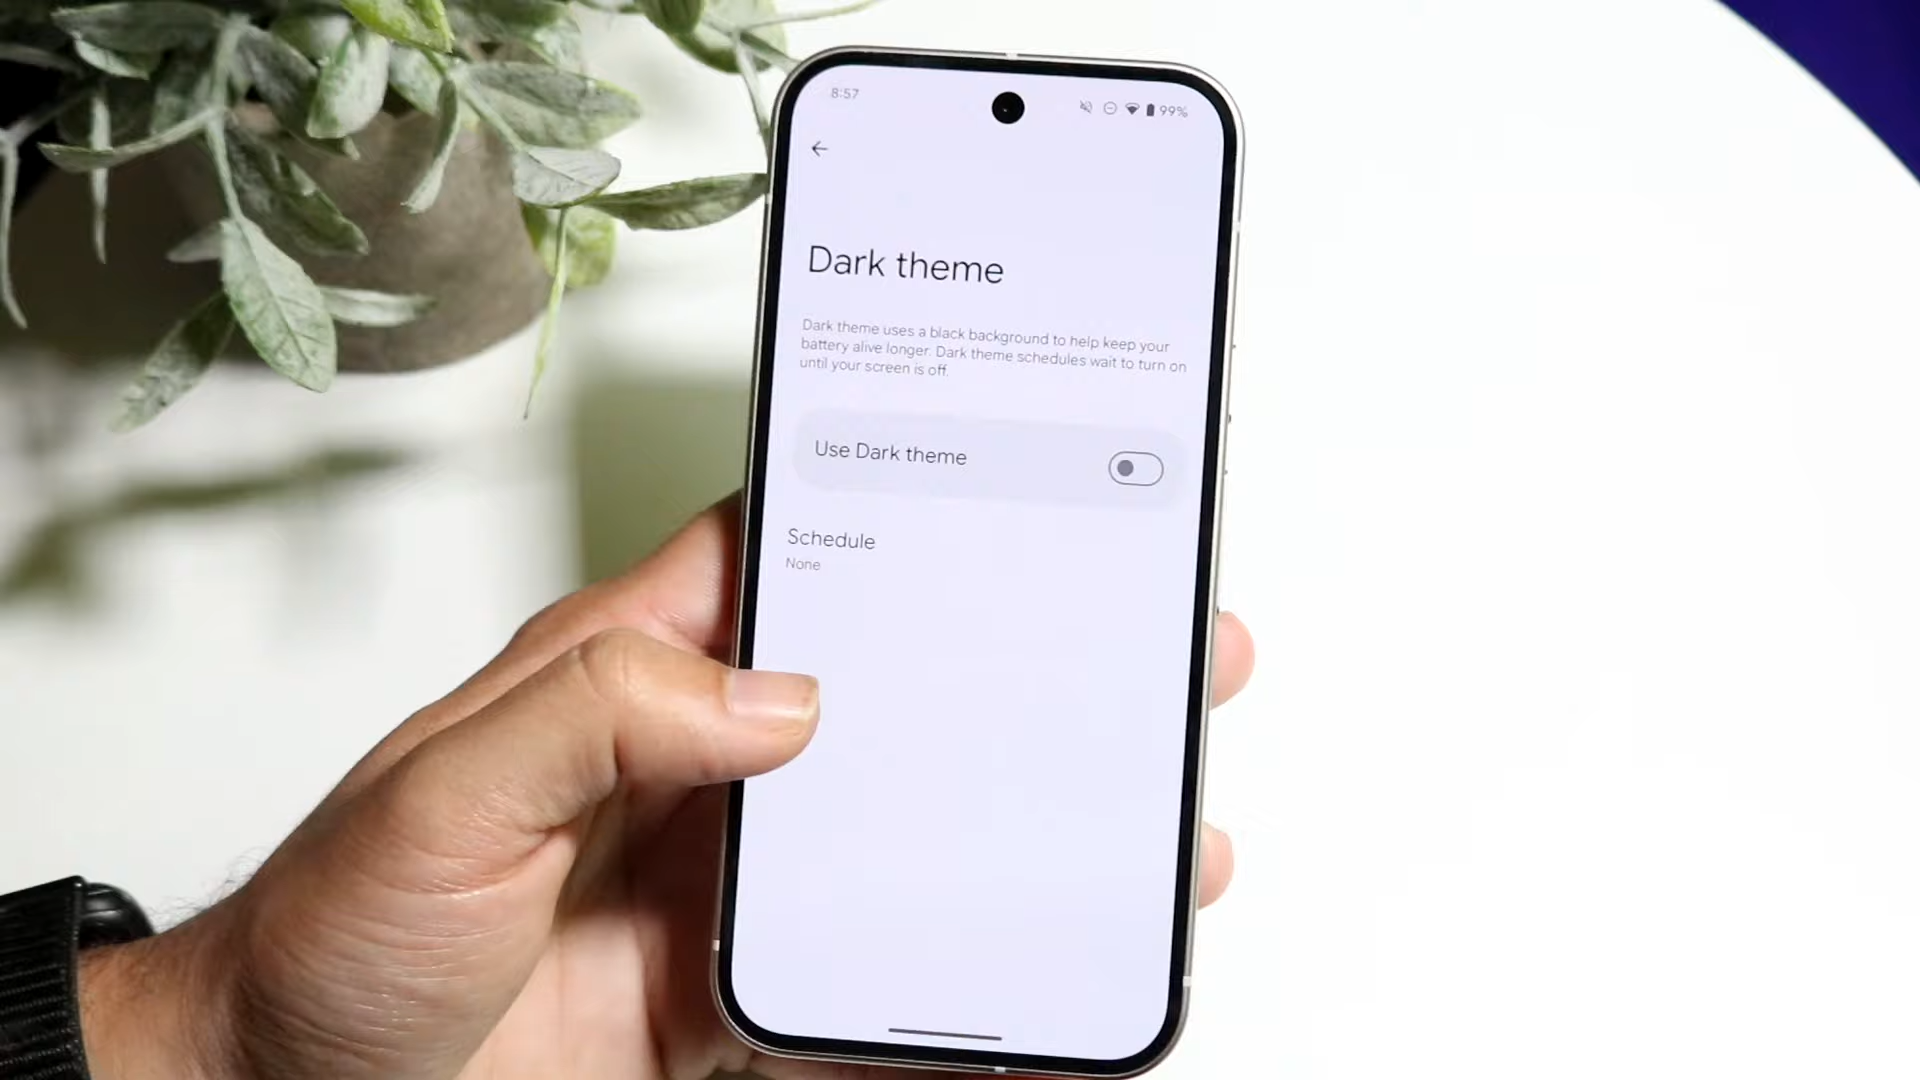 8:57
99%
Dark theme
Dark theme uses a black background to help keep your
battery alive longer. Dark theme schedules wait to turn on
until your screen is off.
Use Dark theme
Schedule
None